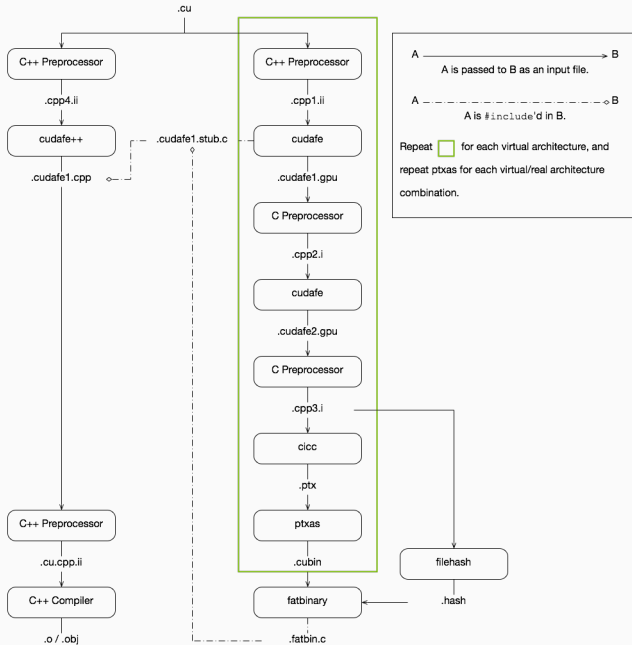 .cu
C++ Preprocessor
C++ Preprocessor
.cpp4.ii
.cpp1.ii
cudafe++
.cudafe1.stub.c
cudafe
.cudafe1.cpp
.cudafe1.gpu
C Preprocessor
.cpp2.i
cudafe
.cudafe2.gpu
C Preprocessor
.cpp3.i
cicc
.ptx
C++ Preprocessor
ptxas
.cu.cpp.ii
.cubin
filehash
C++ Compiler
fatbinary
.hash
.o / .obj
.fatbin.c
A B
A is passed to B as an input file.
A B
A is #include'd in B.
Repeat for each virtual architecture, and
repeat ptxas for each virtual/real architecture
combination.